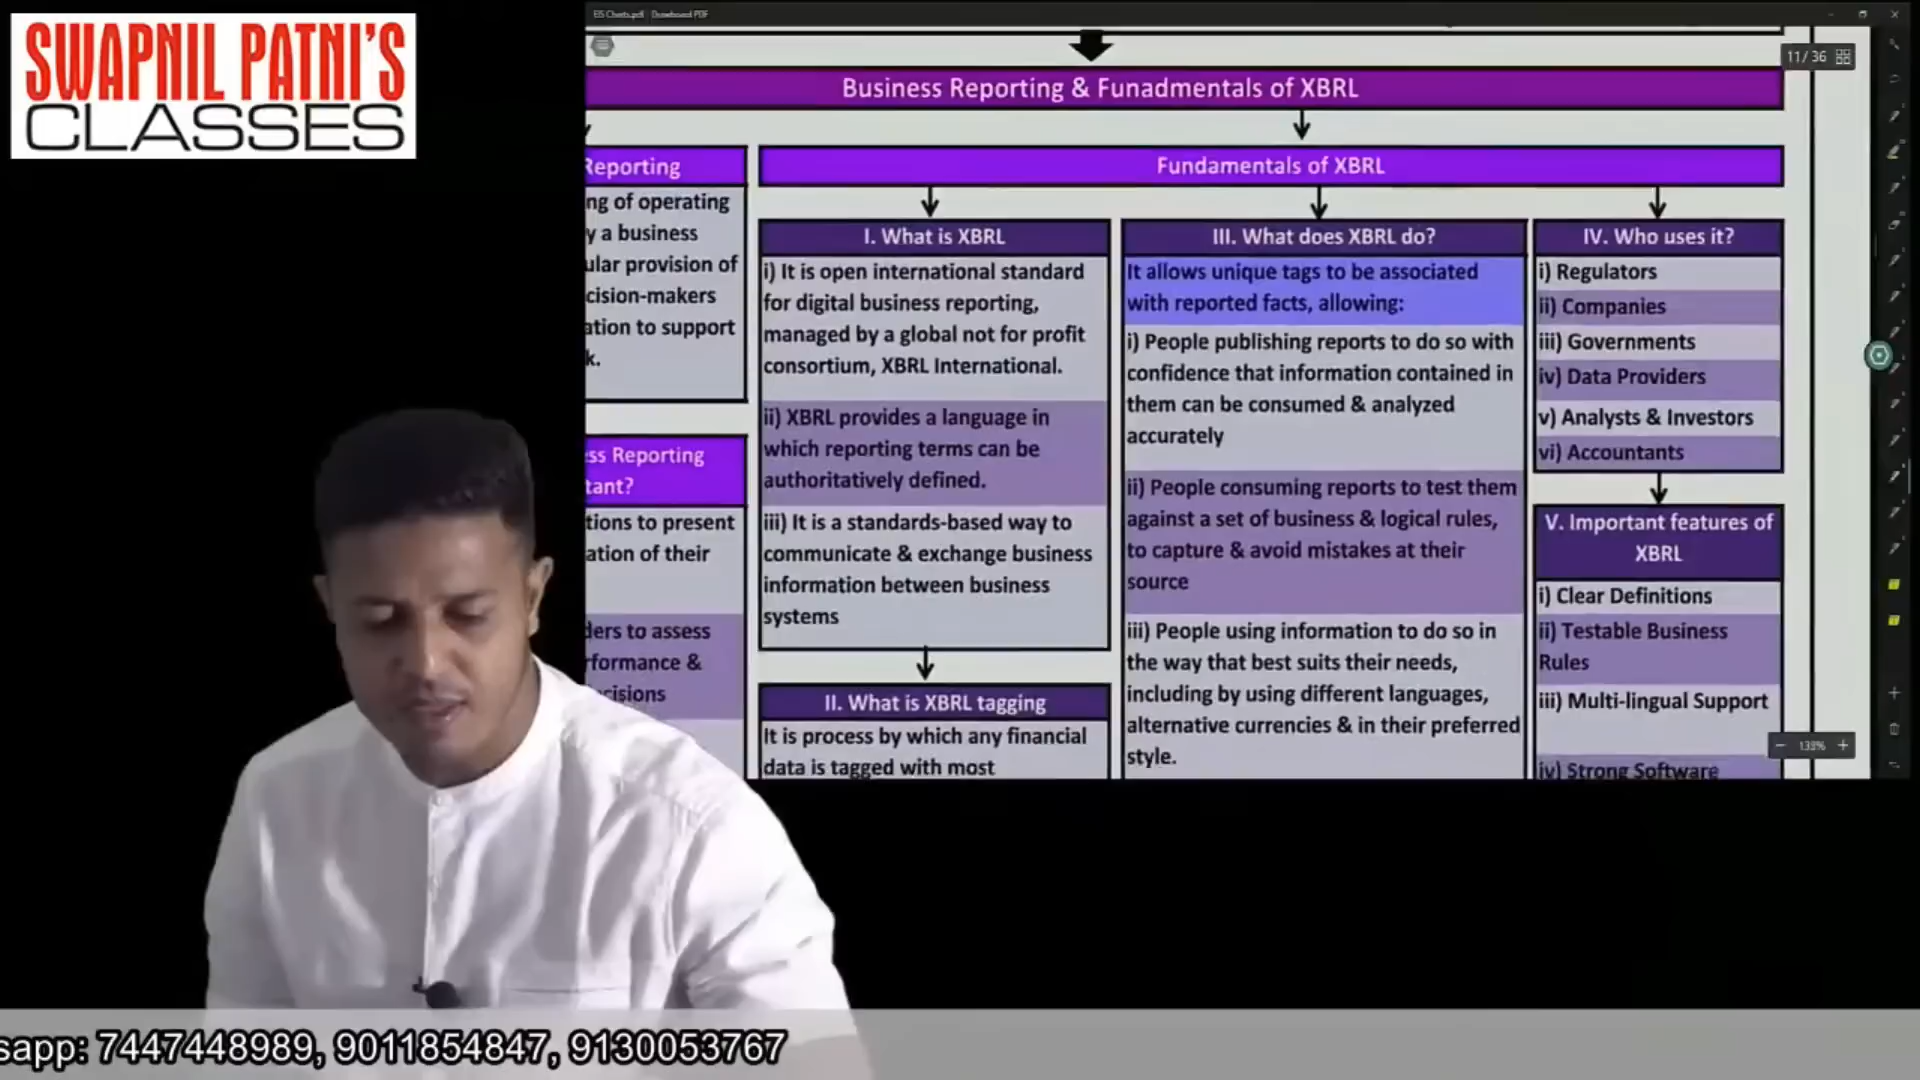 SWAPNIL PATNI'S
CLASSES
EIS Charts.pdf | Drawboard PDF
11/ 36
Business Reporting & Funadmentals of XBRL
Reporting
ng of operating
y a business
ular provision of
cision-makers
ation to support
k.
ss Reporting
tant?
tions to present
ation of their
ders to assess
rformance &
ecisions
Fundamentals of XBRL
I. What is XBRL
i) It is open international standard
for digital business reporting,
managed by a global not for profit
consortium, XBRL International.
ii) XBRL provides a language in
which reporting terms can be
authoritatively defined.
iii) It is a standards-based way to
communicate & exchange business
information between business
systems
II. What is XBRL tagging
It is process by which any financial
data is tagged with most
III. What does XBRL do?
It allows unique tags to be associated
with reported facts, allowing:
i) People publishing reports to do so with
confidence that information contained in
them can be consumed & analyzed
accurately
ii) People consuming reports to test them
against a set of business & logical rules,
to capture & avoid mistakes at their
source
iii) People using information to do so in
the way that best suits their needs,
including by using different languages,
alternative currencies & in their preferred
style.
IV. Who uses it?
i) Regulators
ii) Companies
iii) Governments
iv) Data Providers
v) Analysts & Investors
vi) Accountants
V. Important features of
XBRL
i) Clear Definitions
ii) Testable Business
Rules
iii) Multi-lingual Support
iv) Strong Software
138%
sapp: 7447448989, 9011854847, 9130053767